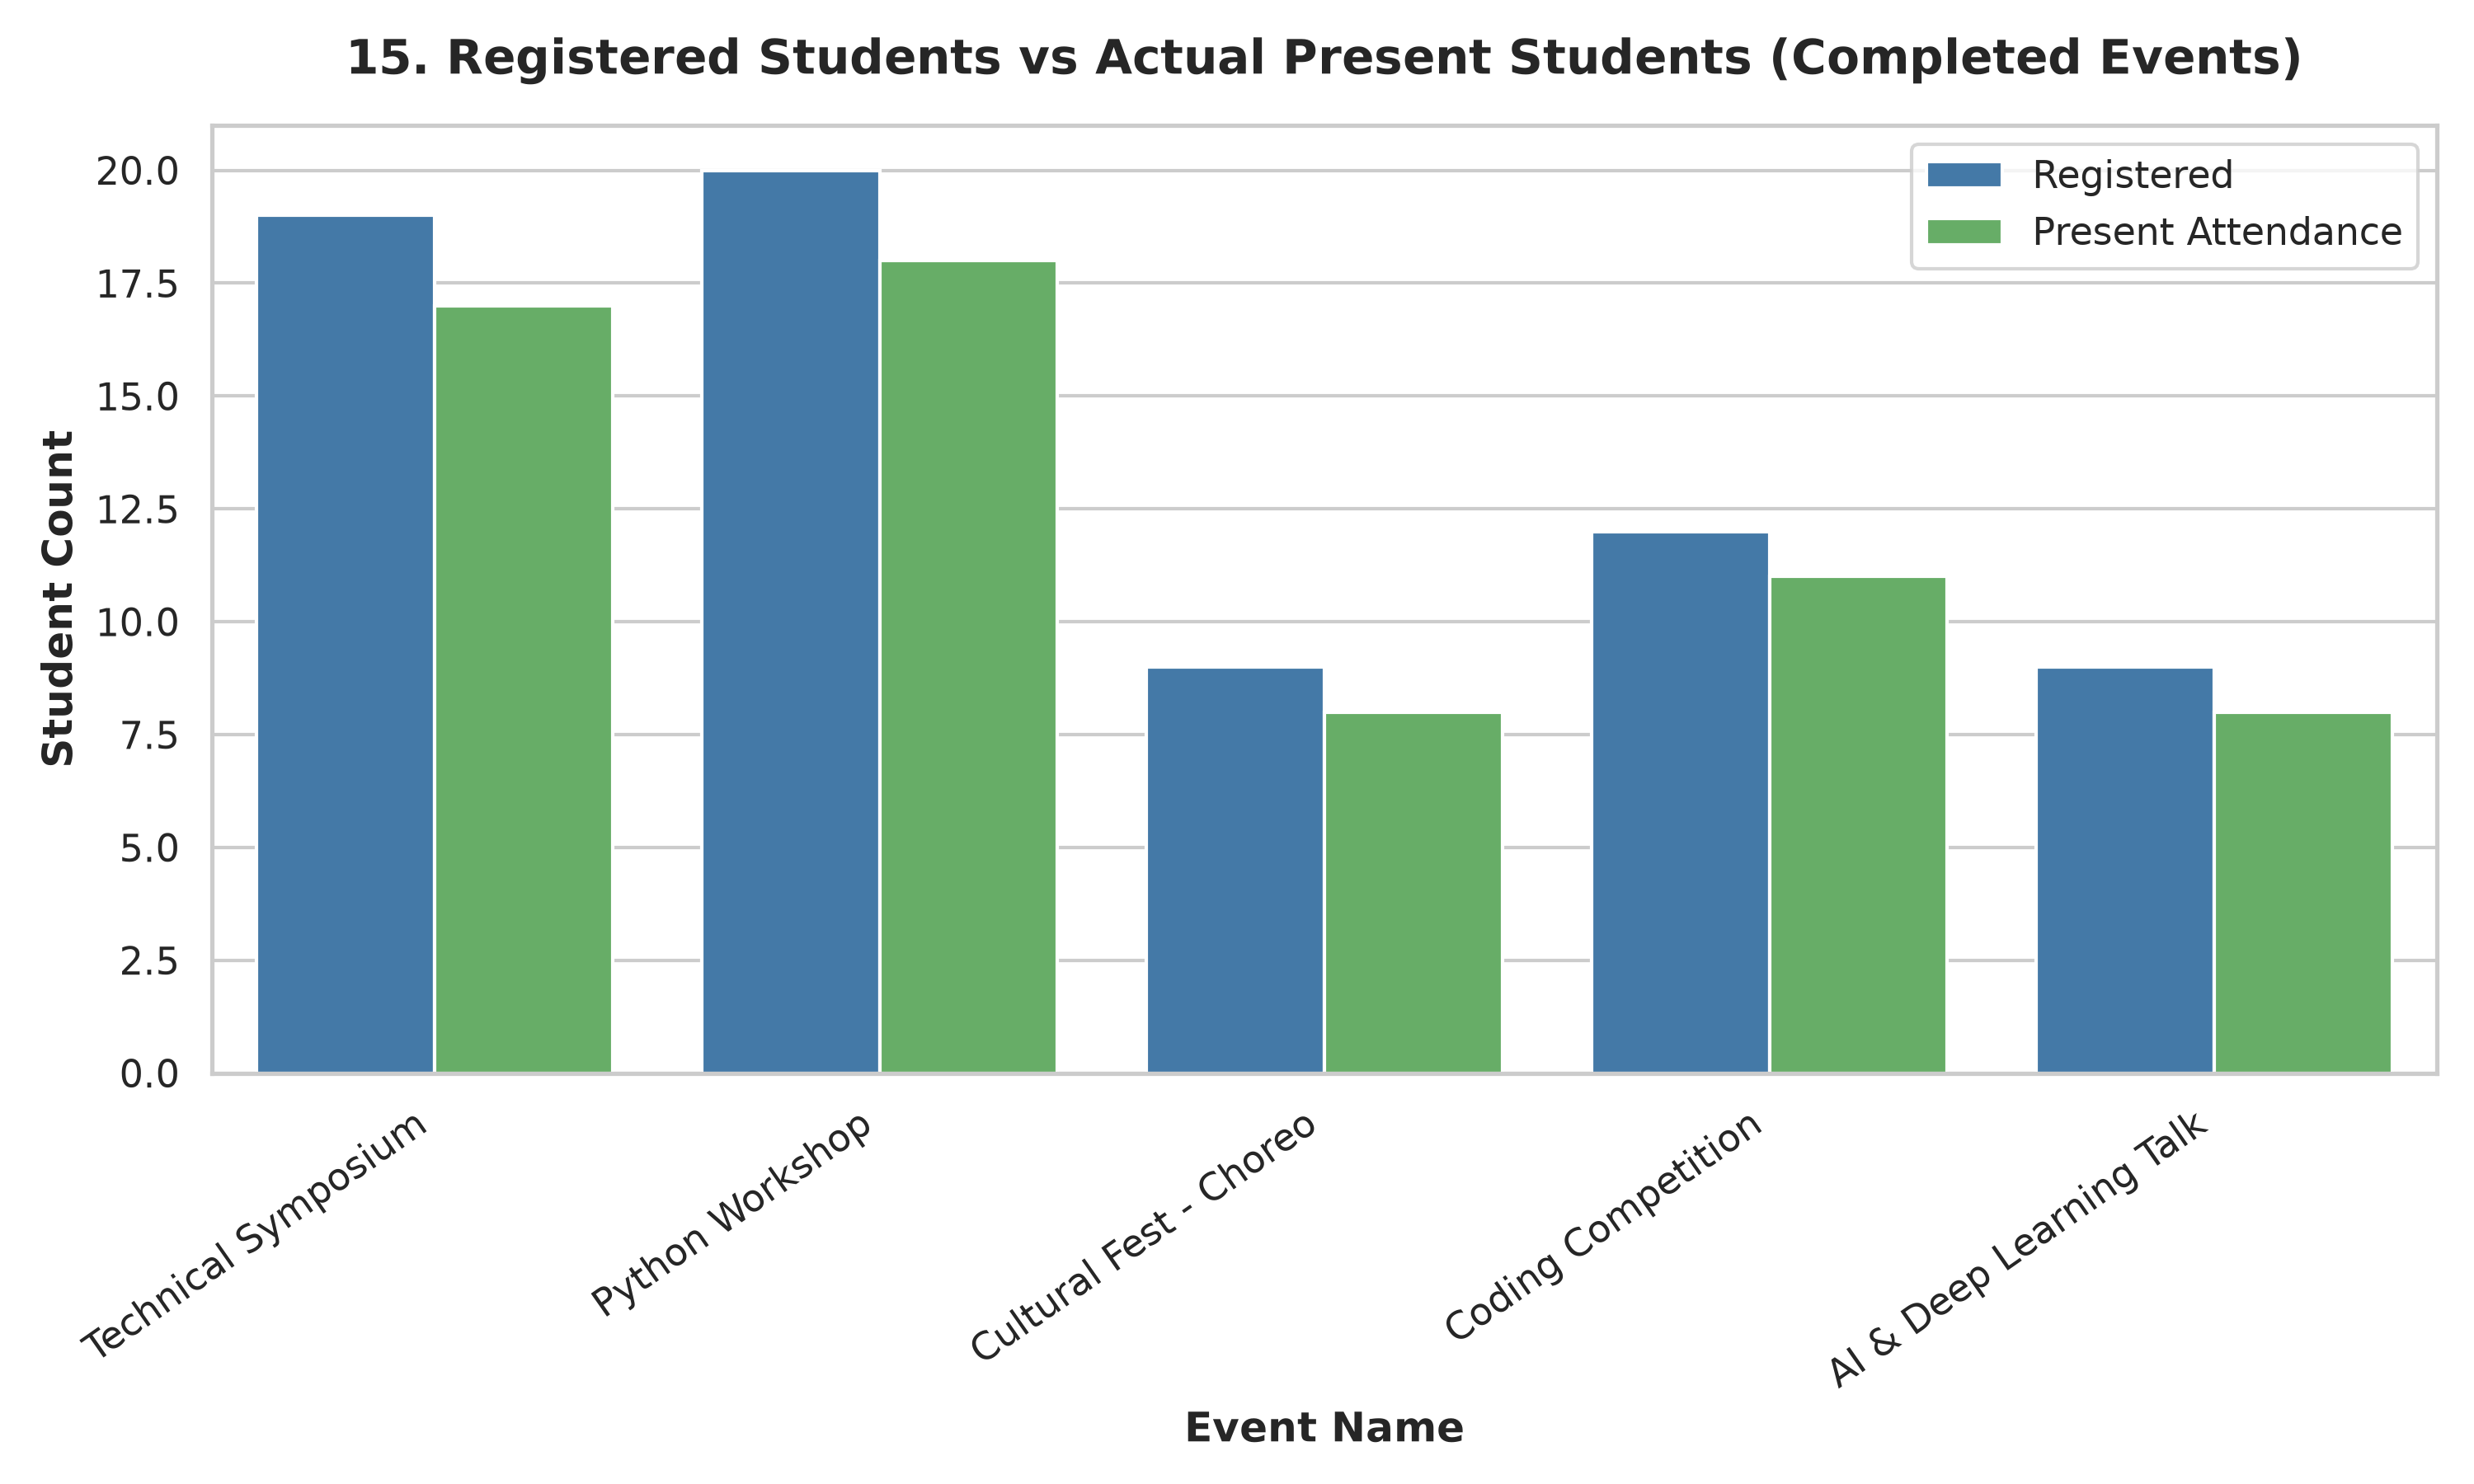 15. Registered Students vs Actual Present Students (Completed Events)
Registered
Present Attendance
Student Count
20.0
17.5
15.0
12.5
10.0
7.5
5.0
2.5
0.0
Technical Symposium
Python Workshop
Cultural Fest - Choreo
Coding Competition
AI & Deep Learning Talk
Event Name